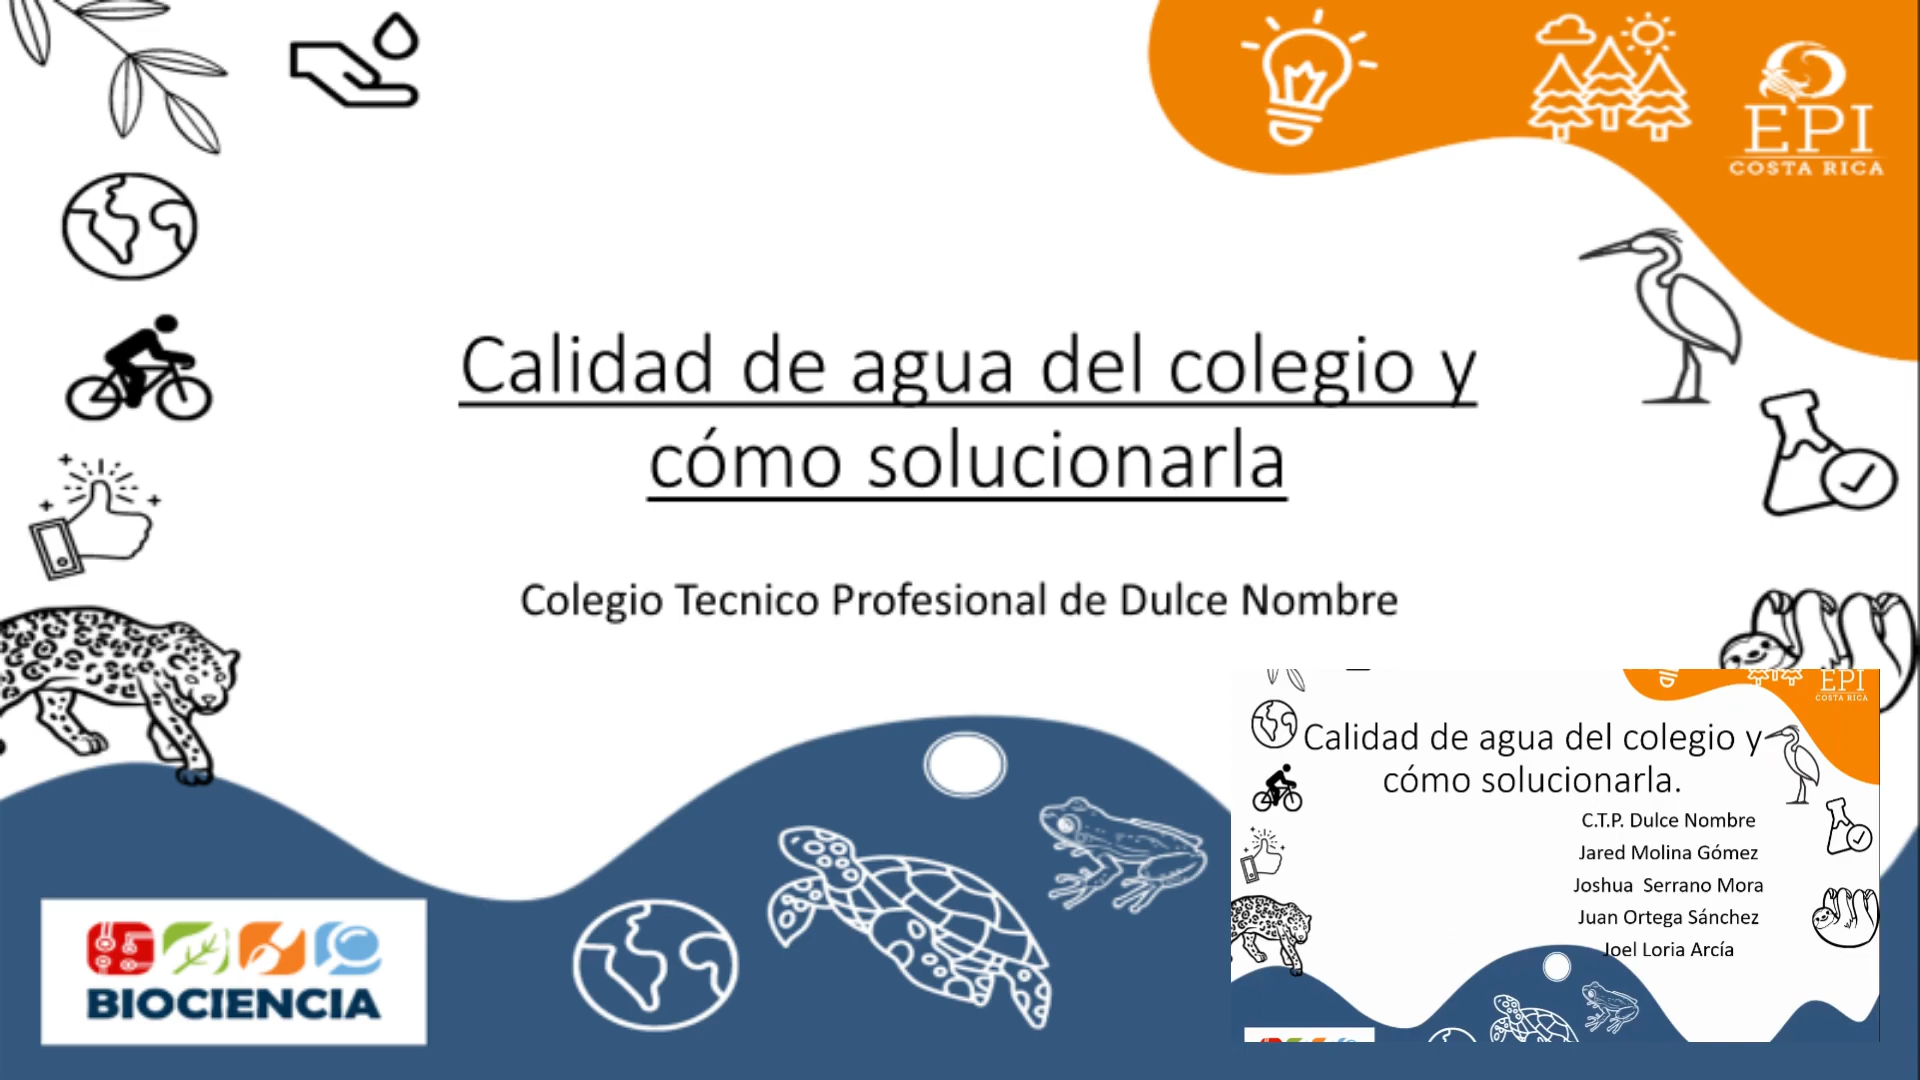 EPI
COSTA RICA
Calidad de agua del colegio y
cómo solucionarla
Colegio Tecnico Profesional de Dulce Nombre
EPI
COSTA RICA
Calidad de agua del colegio y
cómo solucionarla.
C.T.P. Dulce Nombre
Jared Molina Gómez
Joshua Serrano Mora
Juan Ortega Sánchez
Joel Loria Arcía
BIOCIENCIA